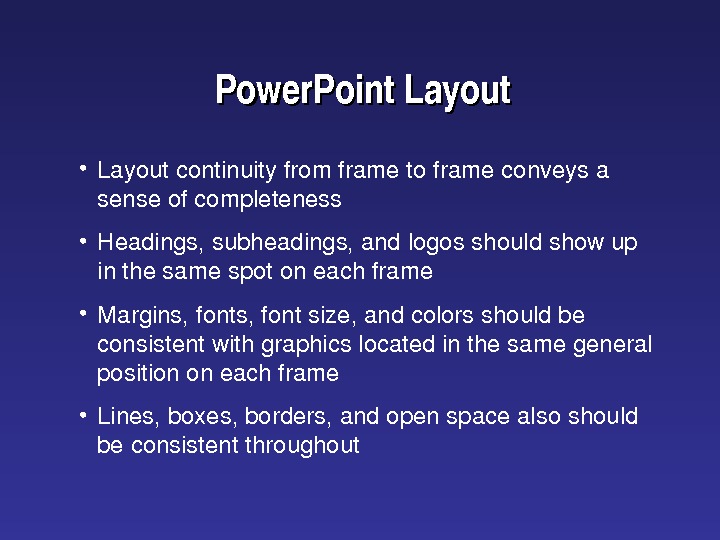 PowerPoint Layout
• Layout continuity from frame to frame conveys a
sense of completeness
• Headings, subheadings, and logos should show up
in the same spot on each frame
• Margins, fonts, font size, and colors should be
consistent with graphics located in the same general
position on each frame
• Lines, boxes, borders, and open space also should
be consistent throughout